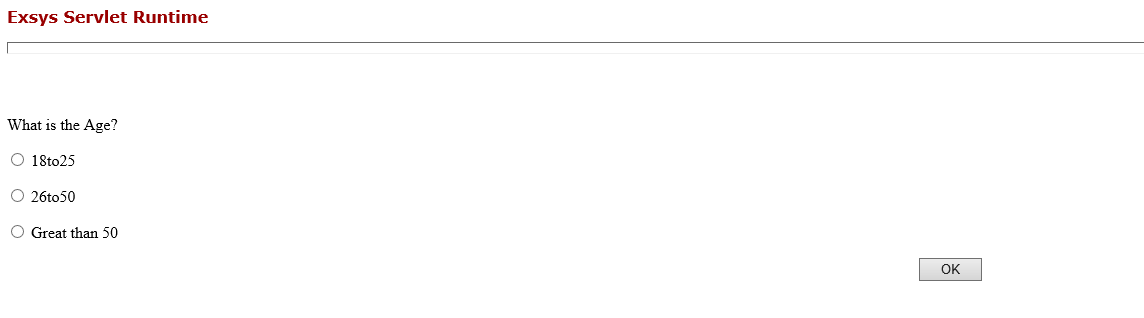 Exsys Servlet Runtime
What is the Age?
18to25
26to50
Great than 50
OK